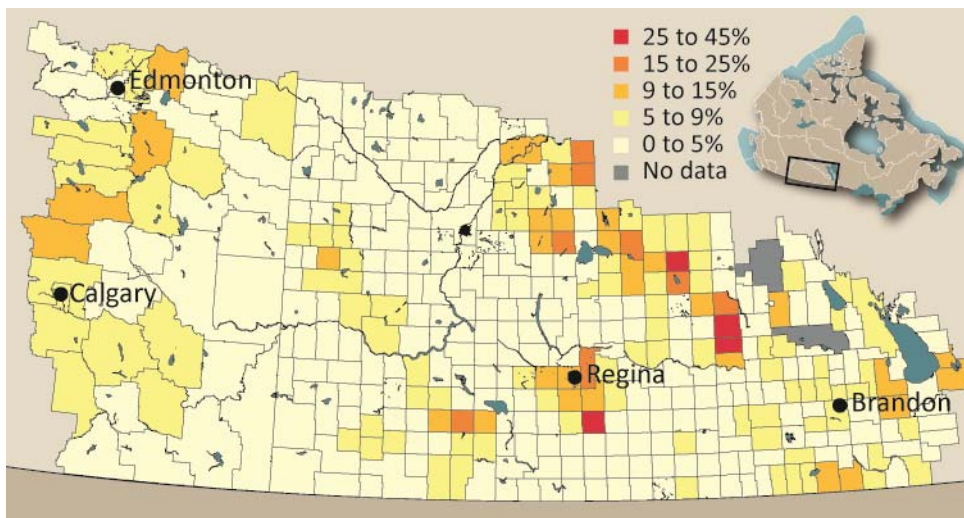 25 to 45%
15 to 25%
9 to 15%
5 to 9%
0 to 5%
No data
Edmonton
Calgary
Regina
Brandon